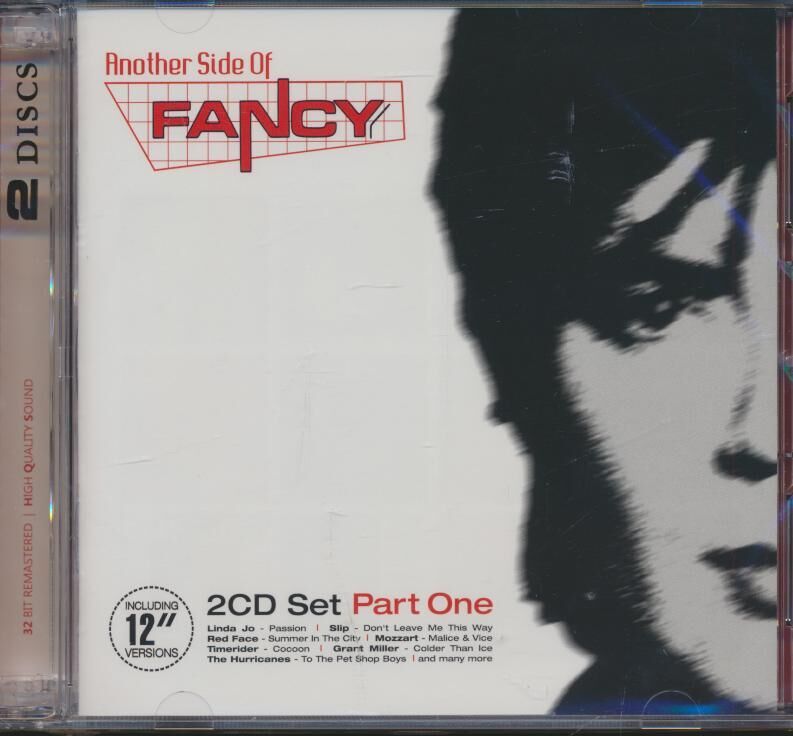 Another Side Of
FANCY
2 DISCS
32 BIT REMASTERED | HIGH QUALITY SOUND
INCLUDING
12"
VERSIONS
2CD Set Part One
Linda Jo - Passion | Slip - Don't Leave Me This Way
Red Face - Summer In The City | Mozzart - Malice & Vice
Timerider - Cocoon | Grant Miller - Colder Than Ice
The Hurricanes - To The Pet Shop Boys | and many more